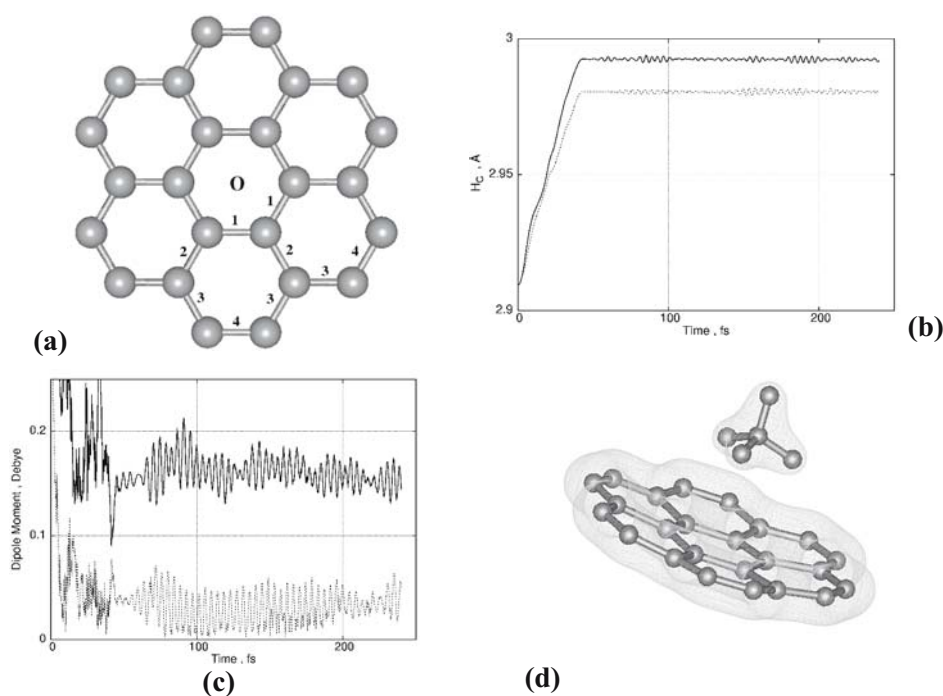 O
1
1
2
2
4
3
3
3
4
(a)
3
2.95
2.9
H_C , Å
0
100
200
Time , fs
(b)
0.2
0.1
0
Dipole Moment , Debye
100
200
Time , fs
(c)
(d)